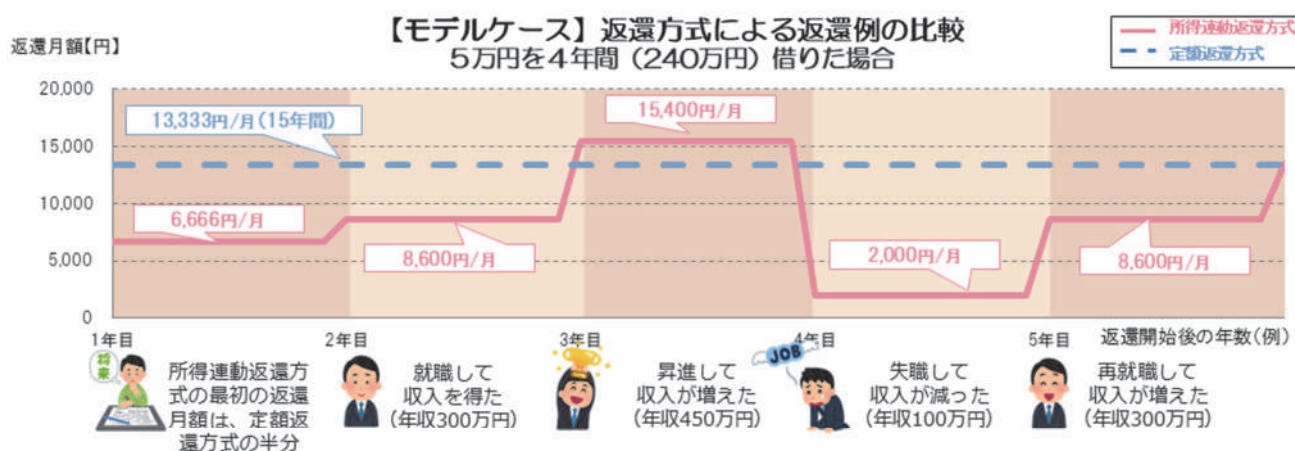 【モデルケース】返還方式による返還例の比較
5万円を4年間（240万円）借りた場合
所得連動返還方式
定額返還方式
返還月額【円】
20,000
15,000
10,000
5,000
0
13,333円/月(15年間)
6,666円/月
8,600円/月
15,400円/月
2,000円/月
8,600円/月
1年目
2年目
3年目
4年目
5年目
返還開始後の年数(例)
将来
所得連動返還方
式の最初の返還
月額は、定額返
還方式の半分
就職して
収入を得た
(年収300万円)
昇進して
収入が増えた
(年収450万円)
JOB
失職して
収入が減った
(年収100万円)
再就職して
収入が増えた
(年収300万円)